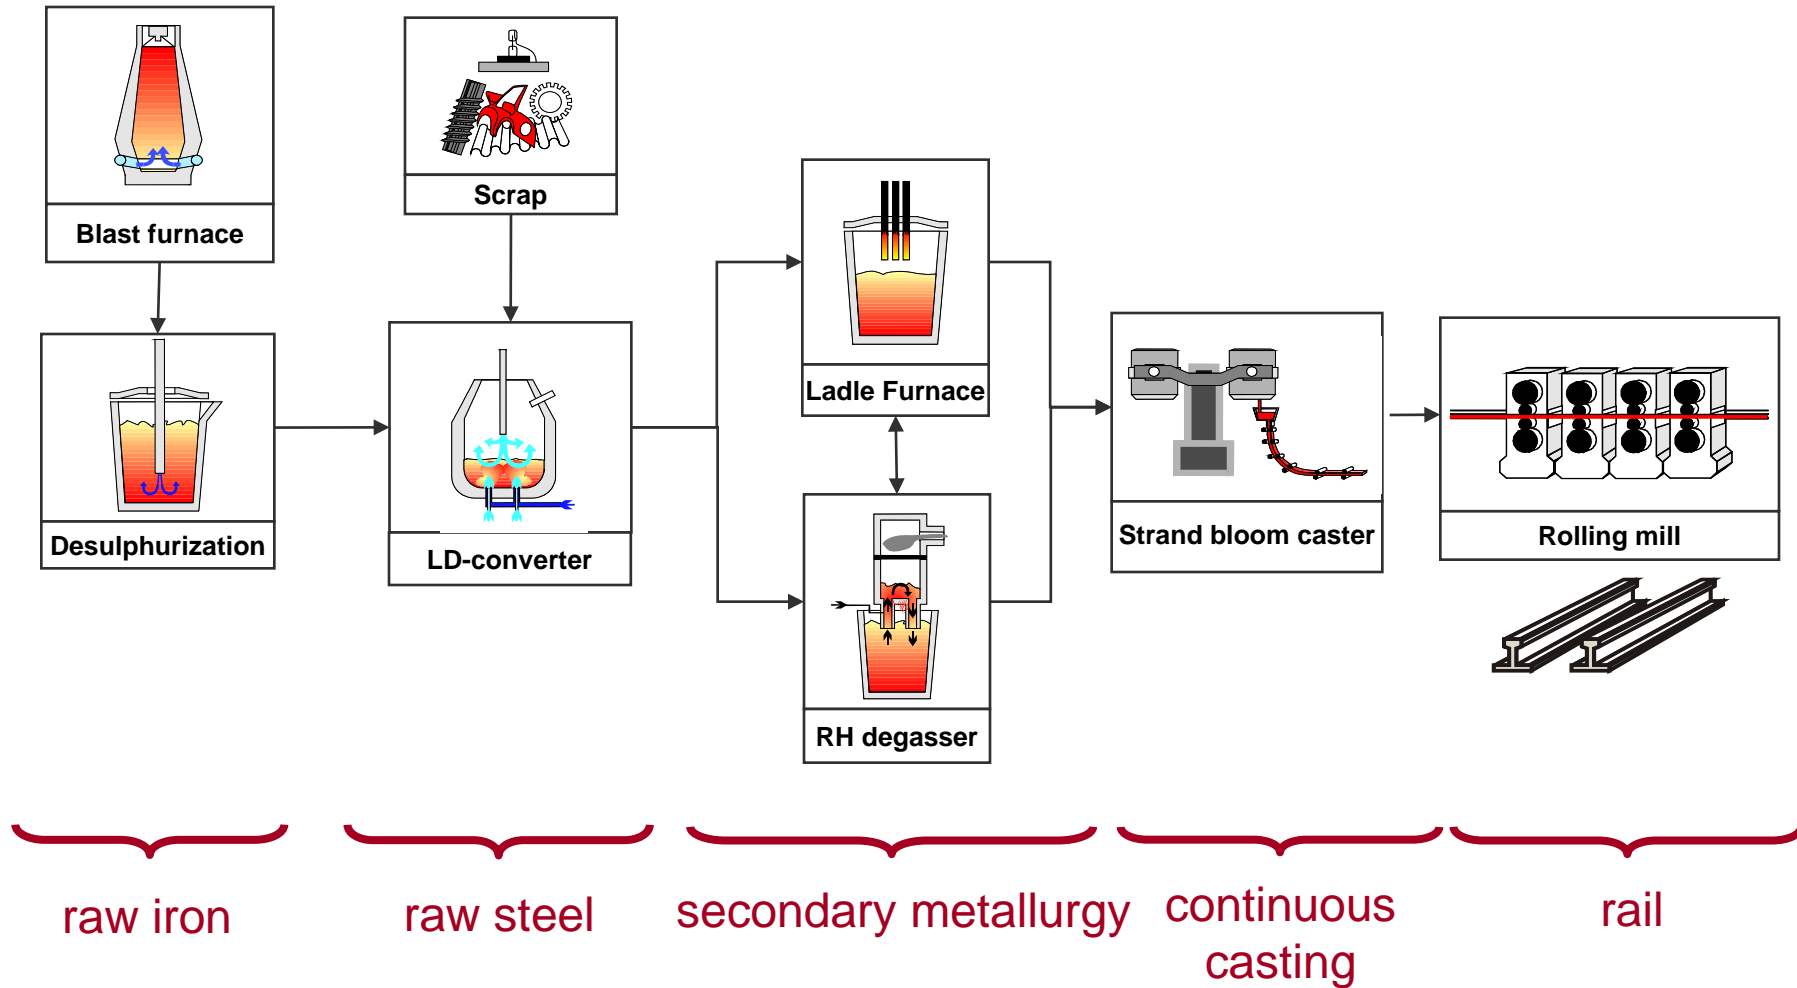 Blast furnace
Scrap
Desulphurization
LD-converter
Ladle Furnace
RH degasser
Strand bloom caster
Rolling mill
raw iron
raw steel
secondary metallurgy
continuous
casting
rail